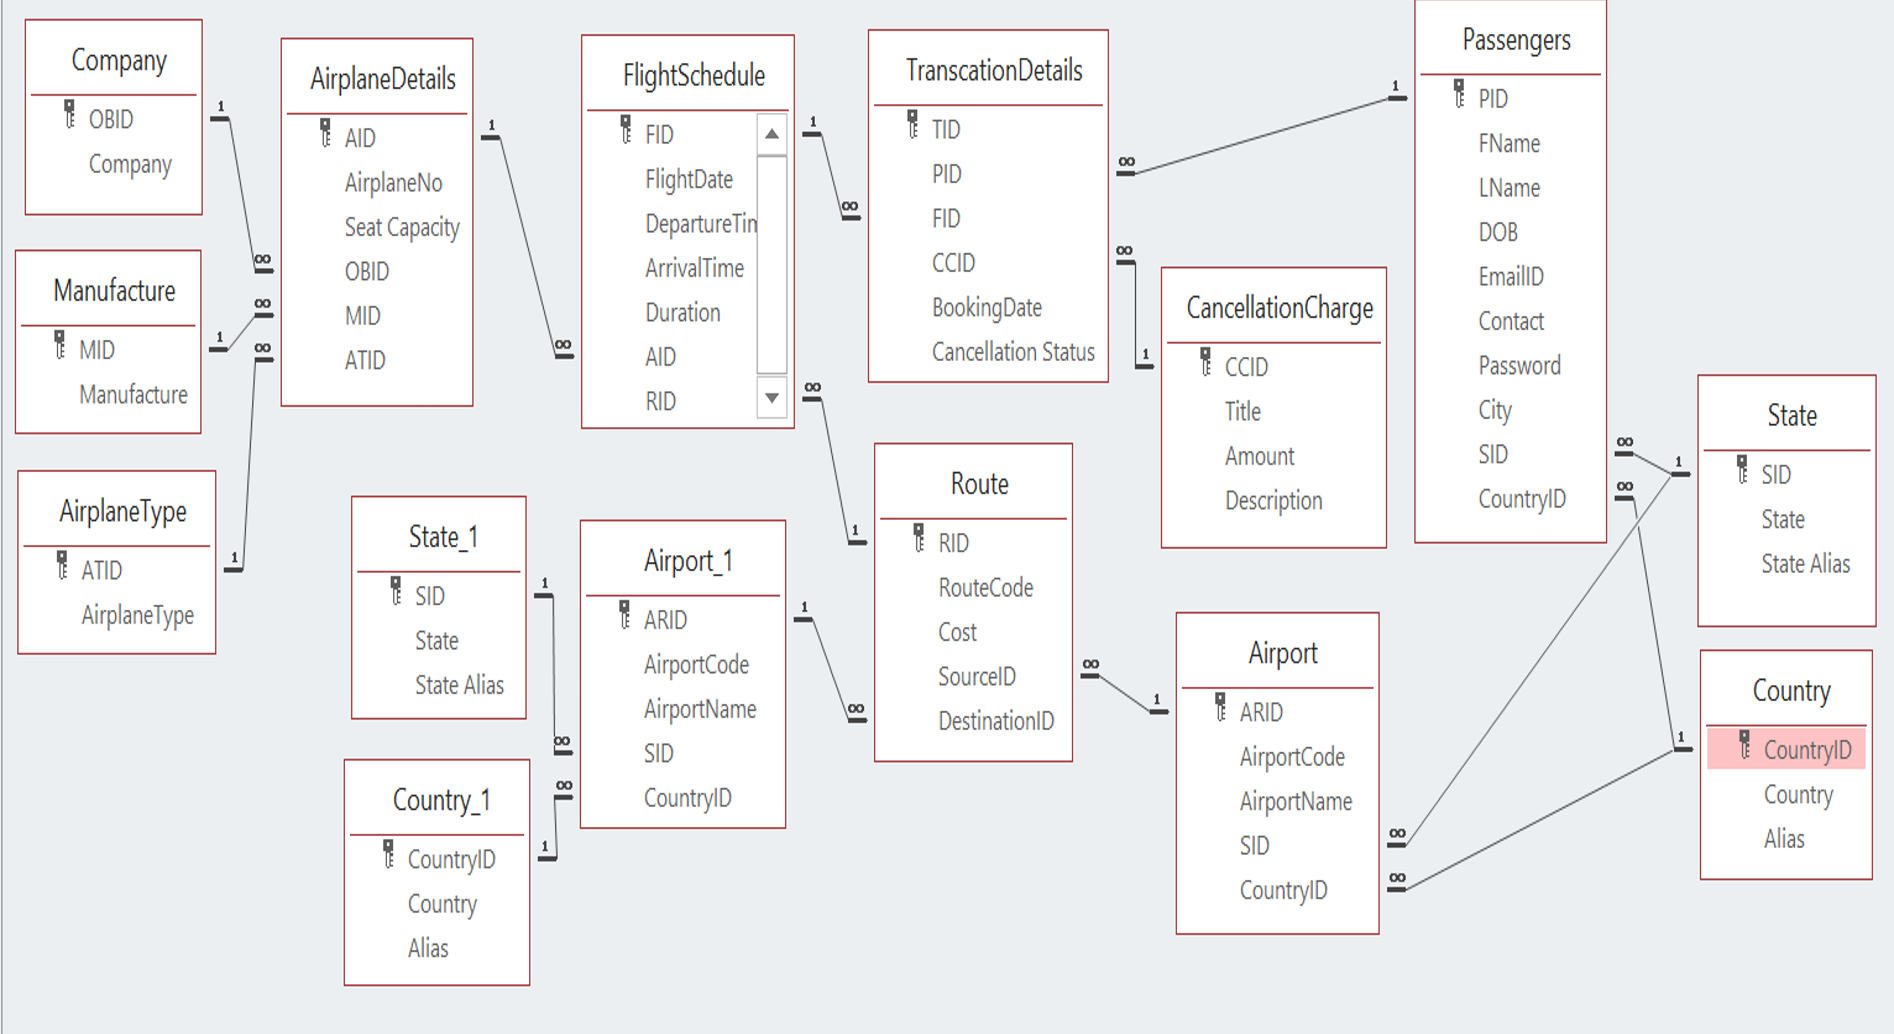 Company
OBID
Company
Manufacture
MID
Manufacture
AirplaneType
ATID
AirplaneType
AirplaneDetails
AID
AirplaneNo
Seat Capacity
OBID
MID
ATID
FlightSchedule
FID
FlightDate
DepartureTim
ArrivalTime
Duration
AID
RID
TranscationDetails
TID
PID
FID
CCID
BookingDate
Cancellation Status
CancellationCharge
CCID
Title
Amount
Description
Passengers
PID
FName
LName
DOB
EmailID
Contact
Password
City
SID
CountryID
State
SID
State
State Alias
Country
CountryID
Country
Alias
State_1
SID
State
State Alias
Country_1
CountryID
Country
Alias
Airport_1
ARID
AirportCode
AirportName
SID
CountryID
Route
RID
RouteCode
Cost
SourceID
DestinationID
Airport
ARID
AirportCode
AirportName
SID
CountryID
1
∞
1
∞
1
∞
1
∞
1
∞
1
∞
∞
1
∞
1
1
∞
1
∞
1
∞
∞
1
∞
∞
1
∞
1
∞